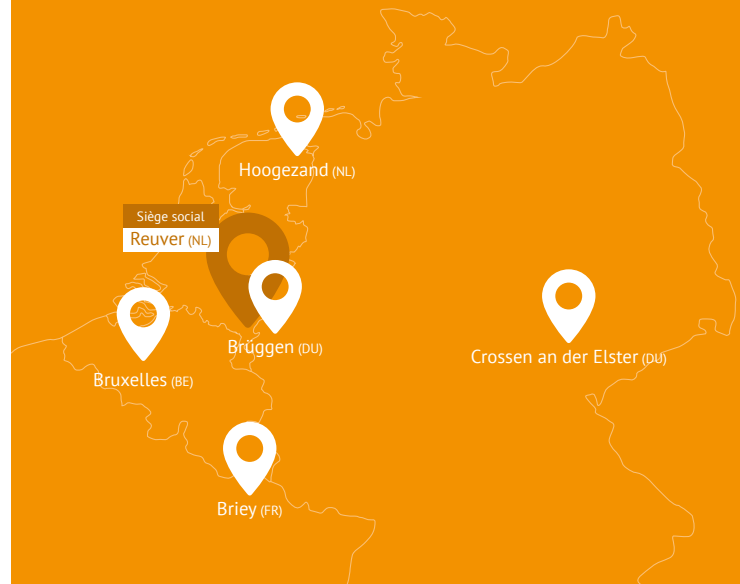 Hoogezand (NL)
Siège social
Reuver (NL)
Brüggen (DU)
Crossen an der Elster (DU)
Bruxelles (BE)
Briey (FR)